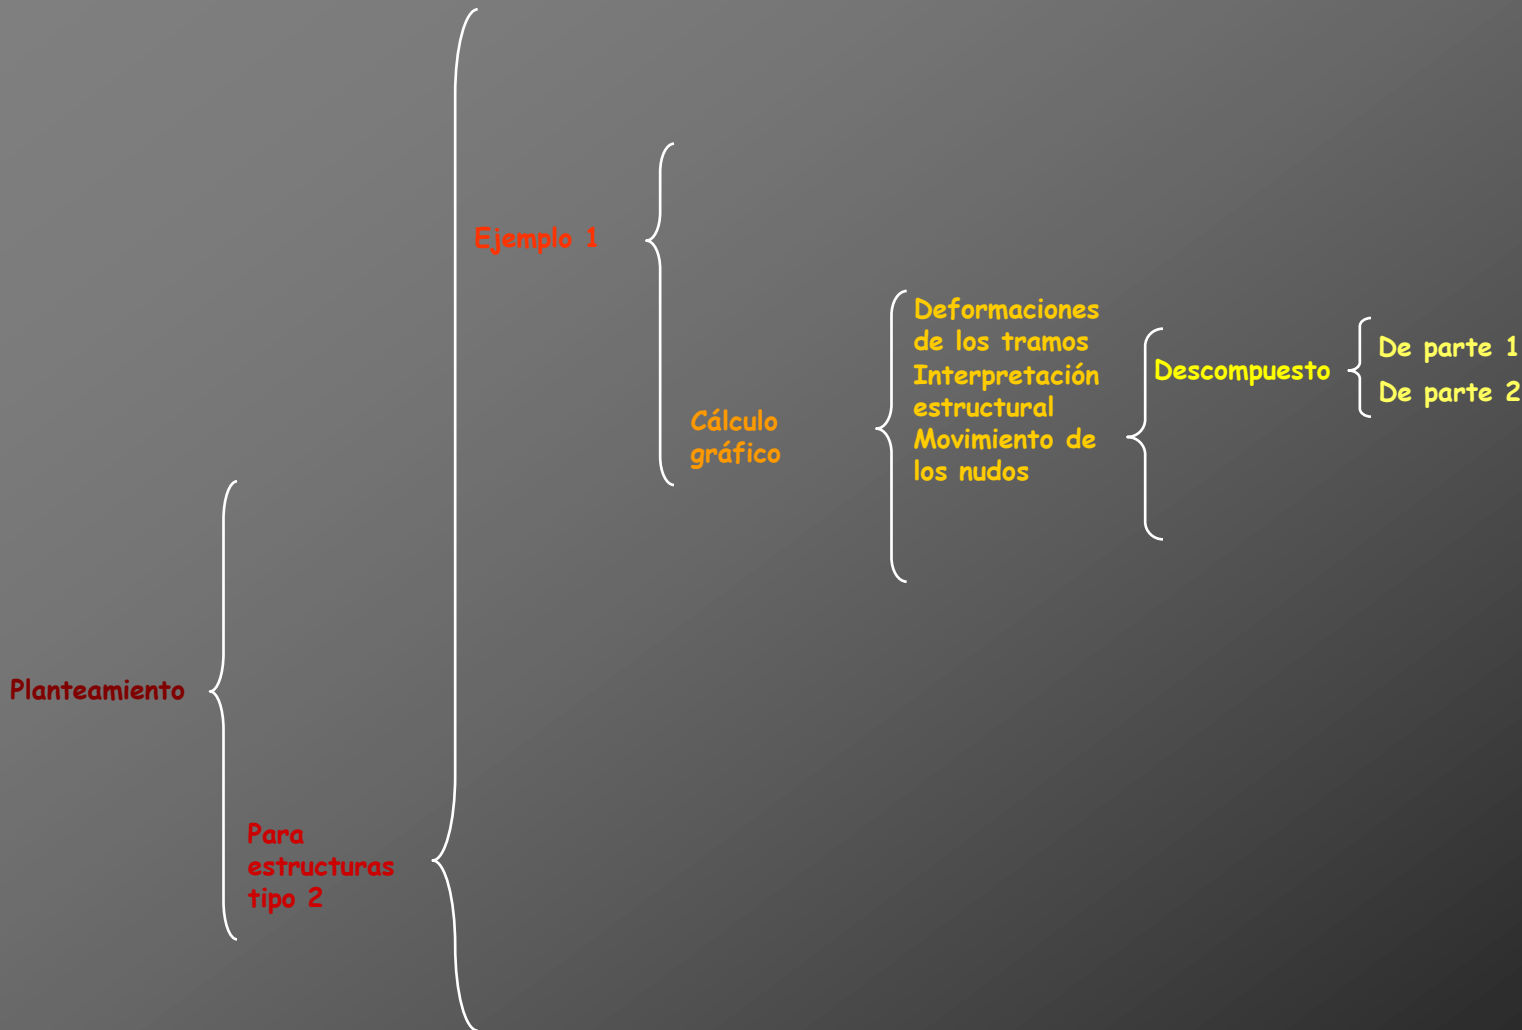 Planteamiento
Para
estructuras
tipo 2
Ejemplo 1
Cálculo
gráfico
Deformaciones
de los tramos
Interpretación
estructural
Movimiento de
los nudos
Descompuesto
De parte 1
De parte 2